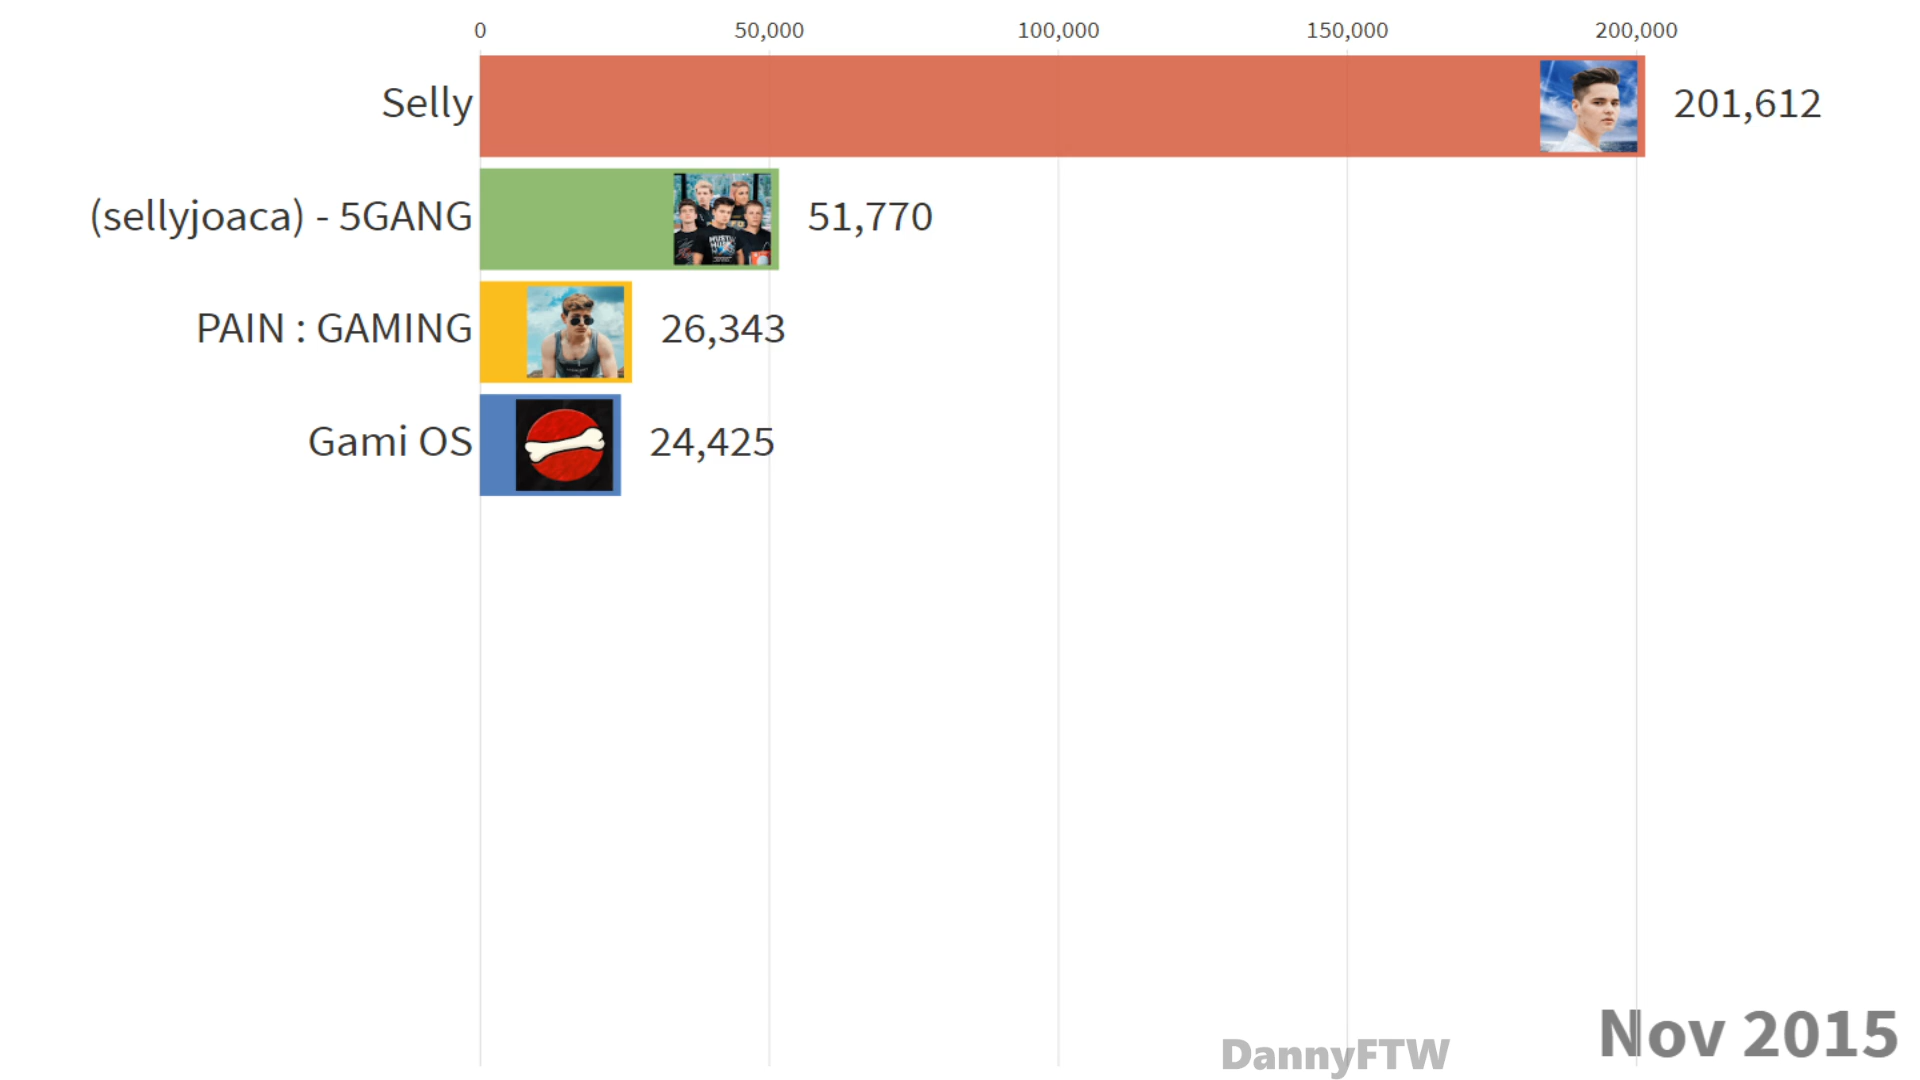 0 50,000 100,000 150,000 200,000
Selly 201,612
(sellyjoaca) - 5GANG 51,770
PAIN : GAMING 26,343
Gami OS 24,425
Nov 2015
DannyFTW